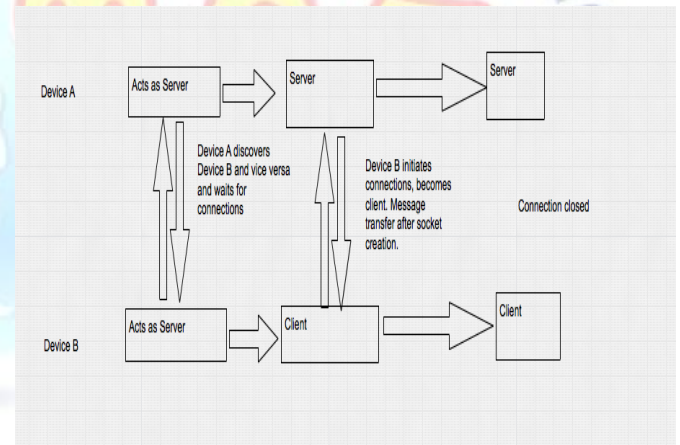 Device A
Acts as Server
Server
Server
Device A discovers
Device B and vice versa
and waits for
connections
Device B initiates
connections, becomes
client. Message
transfer after socket
creation.
Connection closed
Device B
Acts as Server
Client
Client